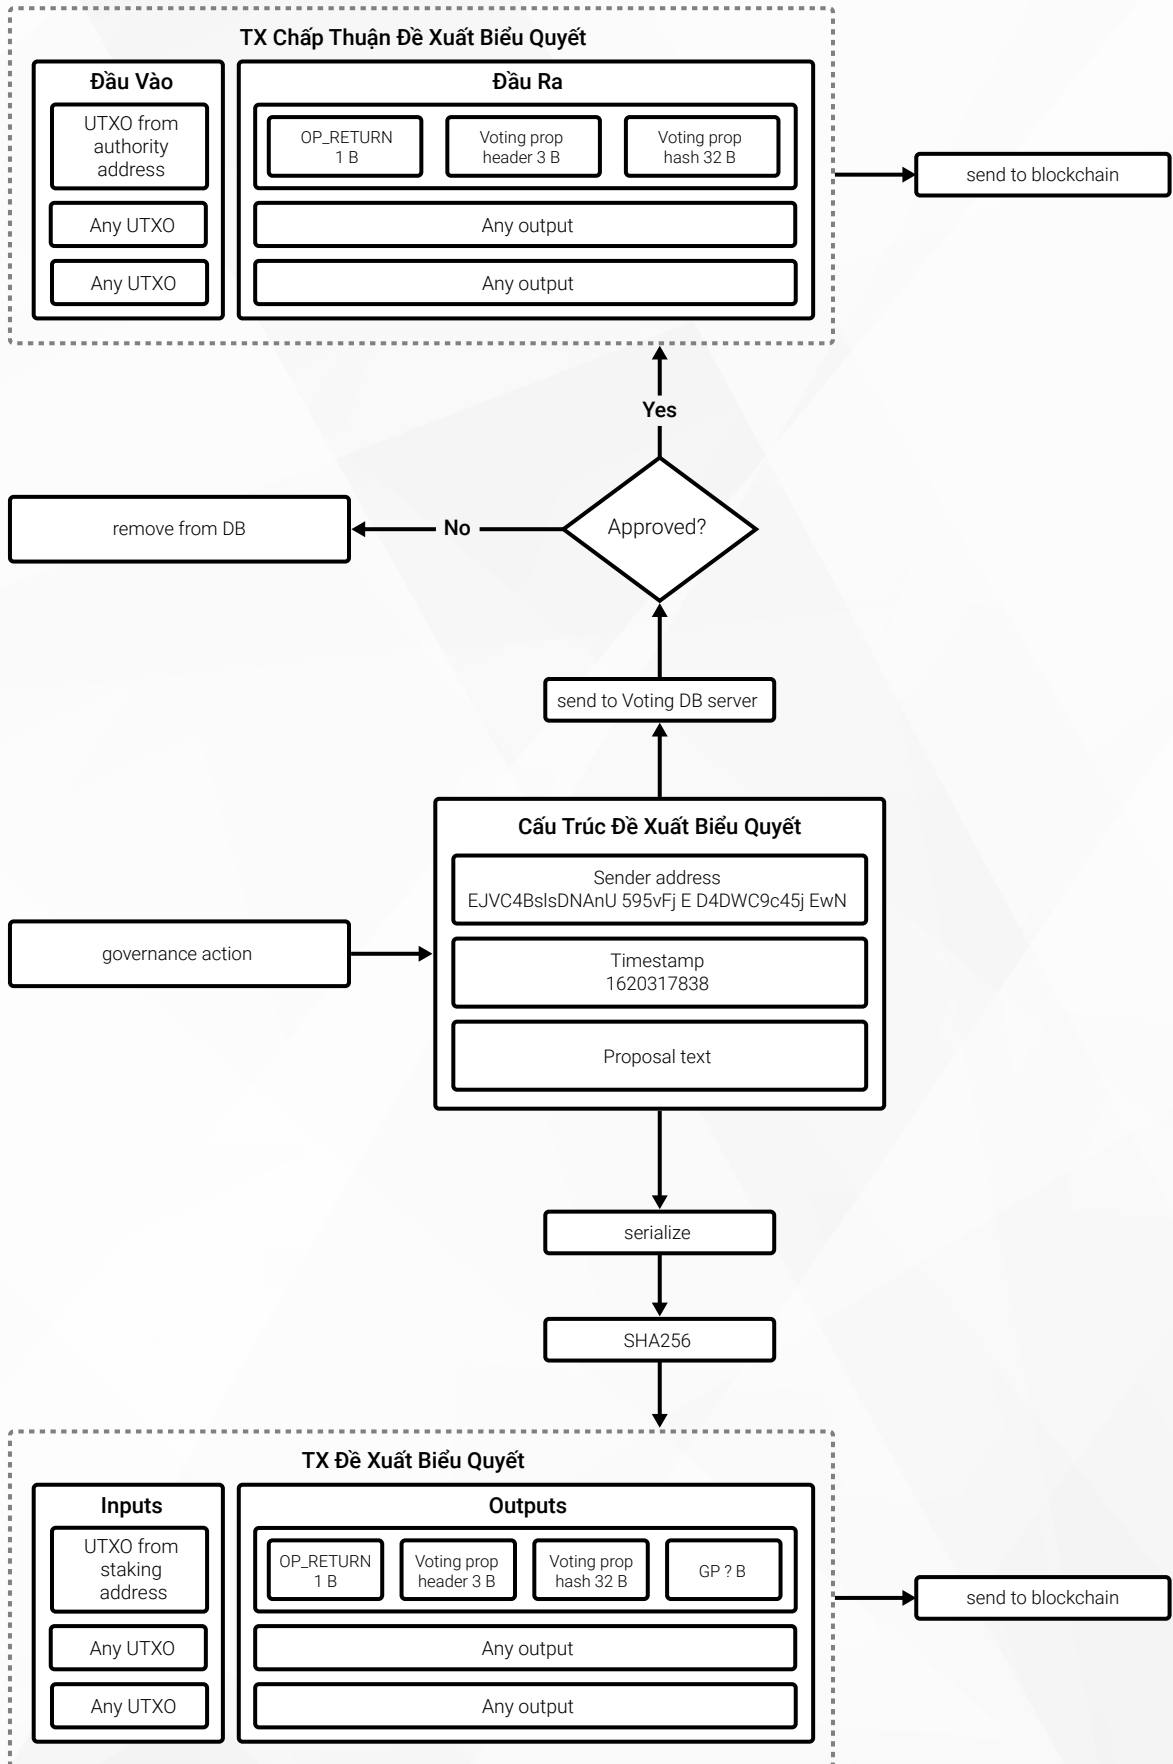 TX Chấp Thuận Đề Xuất Biểu Quyết
Đầu Vào
UTXO from
authority
address
Any UTXO
Any UTXO
Đầu Ra
OP_RETURN
1 B
Voting prop
header 3 B
Voting prop
hash 32 B
Any output
Any output
send to blockchain
Yes
Approved?
No
remove from DB
send to Voting DB server
Cấu Trúc Đề Xuất Biểu Quyết
Sender address
EJVC4BslsDNAnU 595vFj E D4DWC9c45j EwN
Timestamp
1620317838
Proposal text
governance action
serialize
SHA256
TX Đề Xuất Biểu Quyết
Inputs
UTXO from
staking
address
Any UTXO
Any UTXO
Outputs
OP_RETURN
1 B
Voting prop
header 3 B
Voting prop
hash 32 B
GP ? B
Any output
Any output
send to blockchain